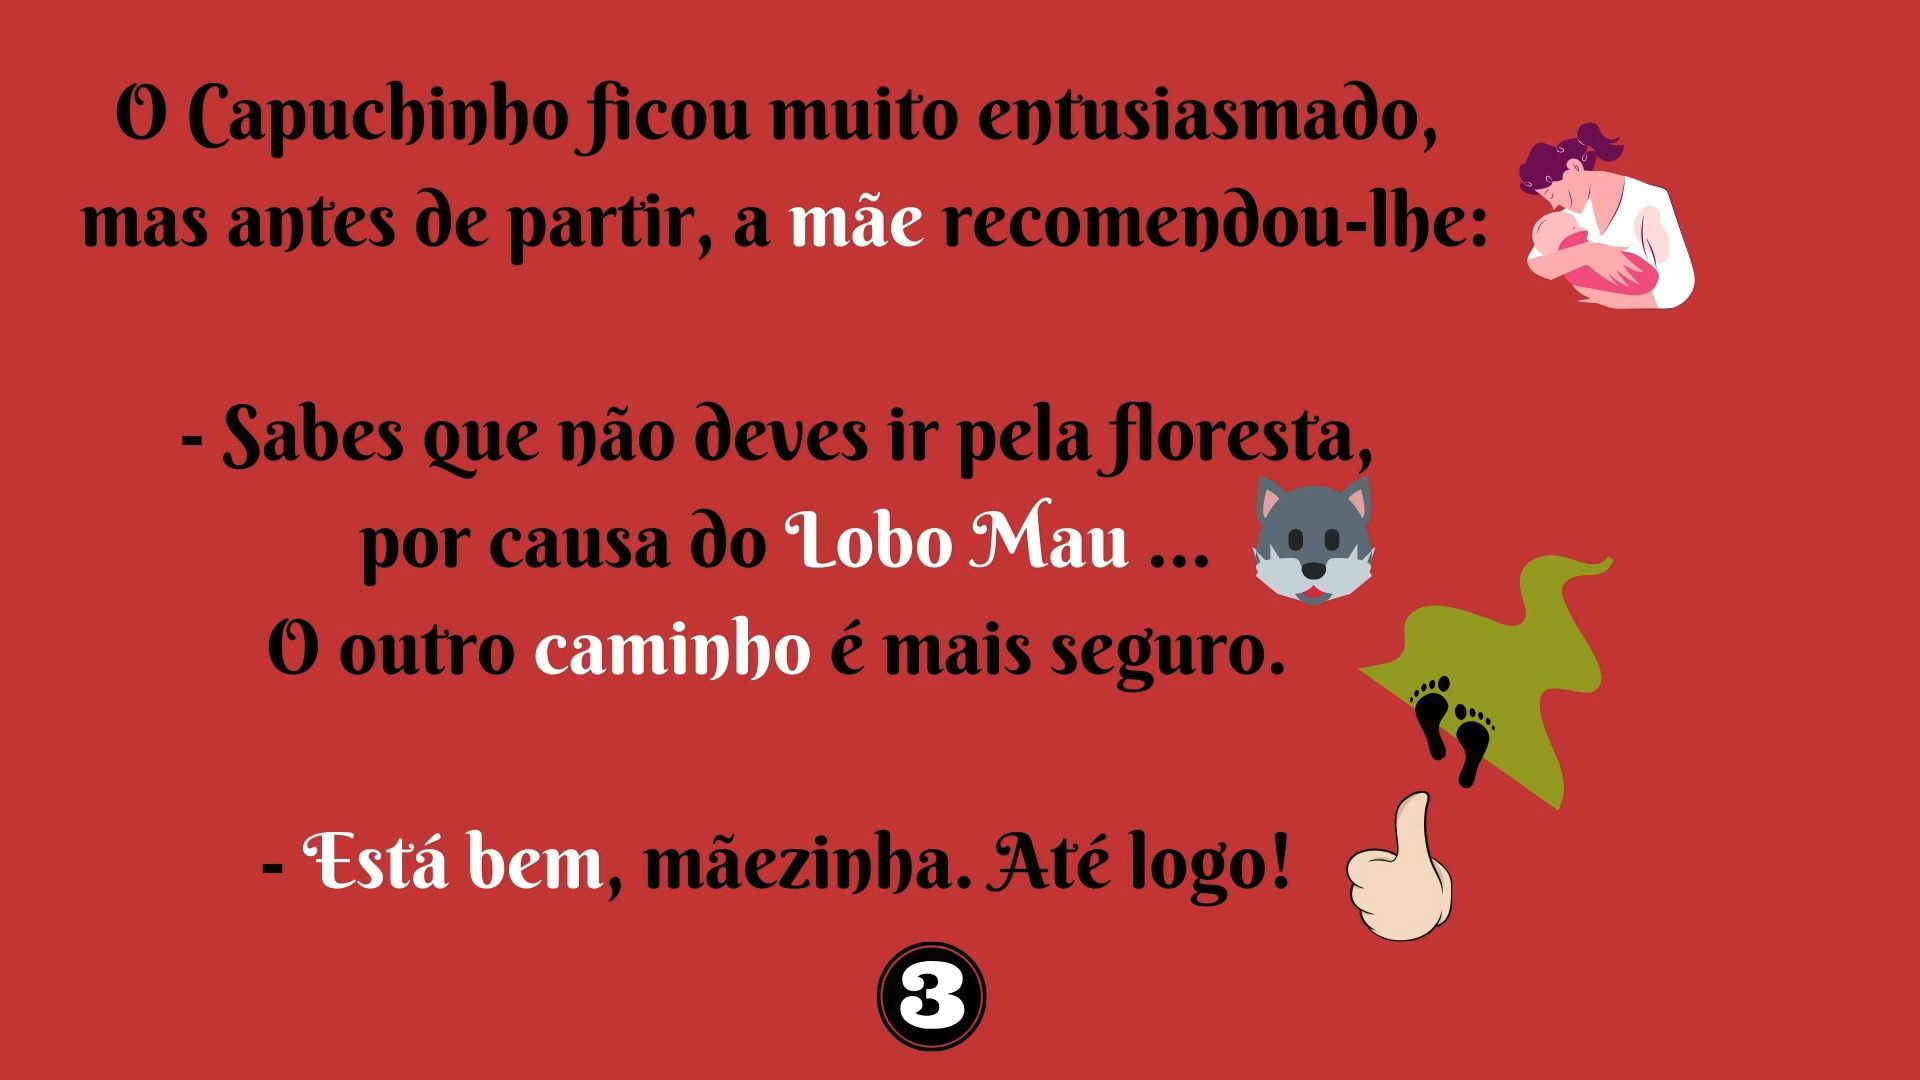 O Capuchinho ficou muito entusiasmado,
mas antes de partir, a mãe recomendou-lhe:
- Sabes que não deves ir pela floresta,
por causa do Lobo Mau ...
O outro caminho é mais seguro.
- Está bem, mãezinha. Até logo!
3